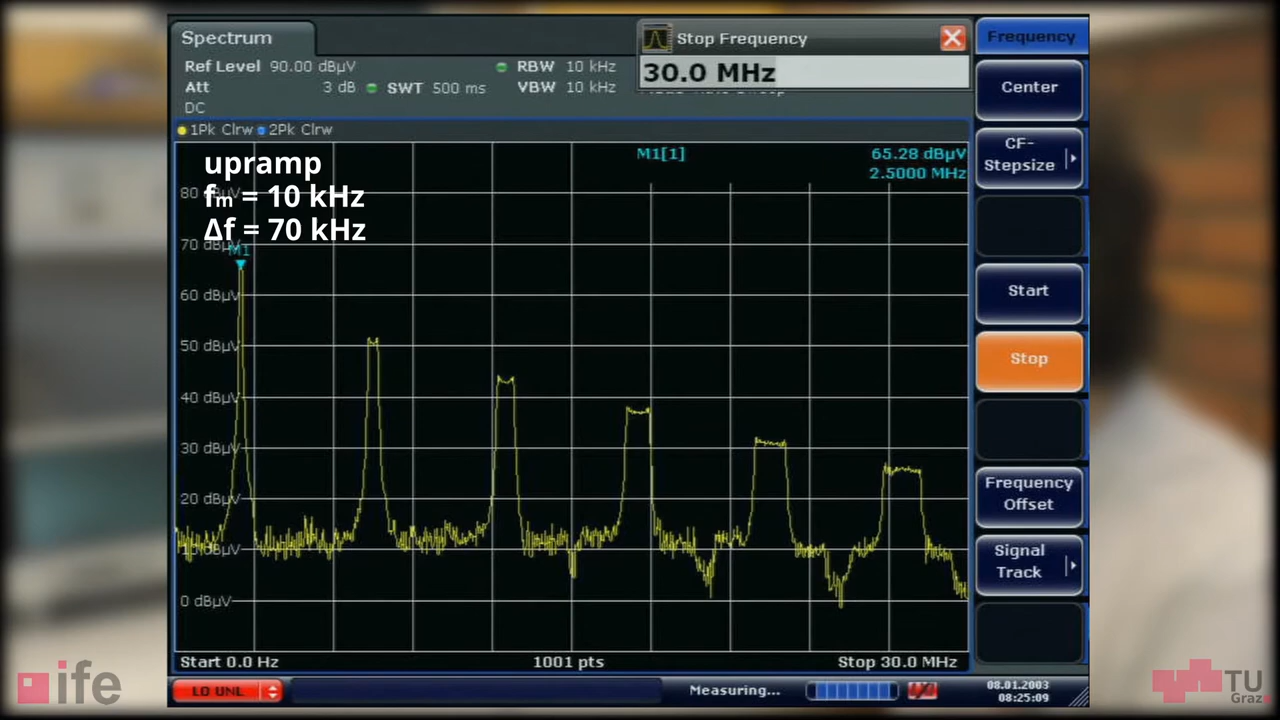 Spectrum
Stop Frequency
30.0 MHz
Frequency
Ref Level 90.00 dBµV
RBW 10 kHz
Att 3 dB SWT 500 ms
VBW 10 kHz
DC
1Pk Clrw 2Pk Clrw
upramp
fm = 10 kHz
Δf = 70 kHz
M1[1] 65.28 dBµV
2.5000 MHz
80 dBµV
70 dBµV
M1
60 dBµV
50 dBµV
40 dBµV
30 dBµV
20 dBµV
10 dBµV
0 dBµV
Start 0.0 Hz 1001 pts Stop 30.0 MHz
LO UNL
Measuring...
08.01.2003
08:25:09
Center
CF-
Stepsize
Start
Stop
Frequency
Offset
Signal
Track
ife
TU
Graz